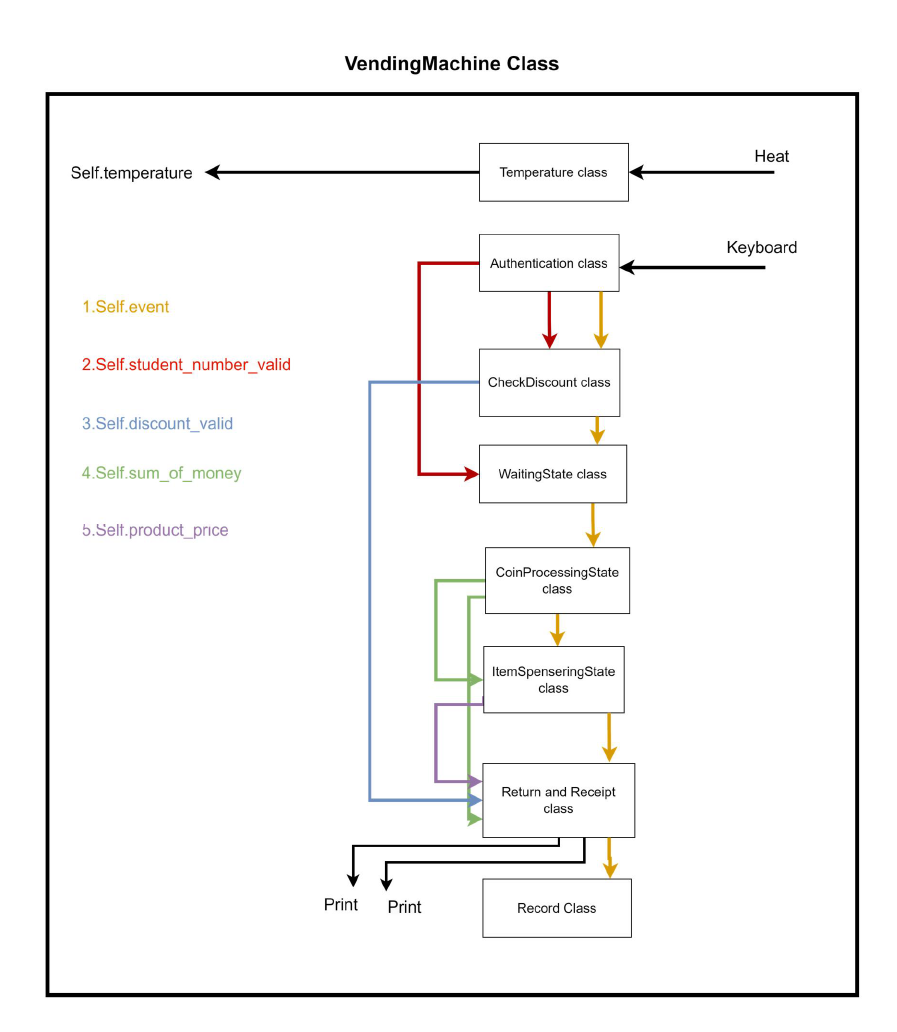 VendingMachine Class
Heat
Self.temperature
Temperature class
Keyboard
Authentication class
1.Self.event
2.Self.student_number_valid
CheckDiscount class
3.Self.discount_valid
4.Self.sum_of_money
WaitingState class
5.Self.product_price
CoinProcessingState
class
ItemSpenseringState
class
Return and Receipt
class
Print
Print
Record Class